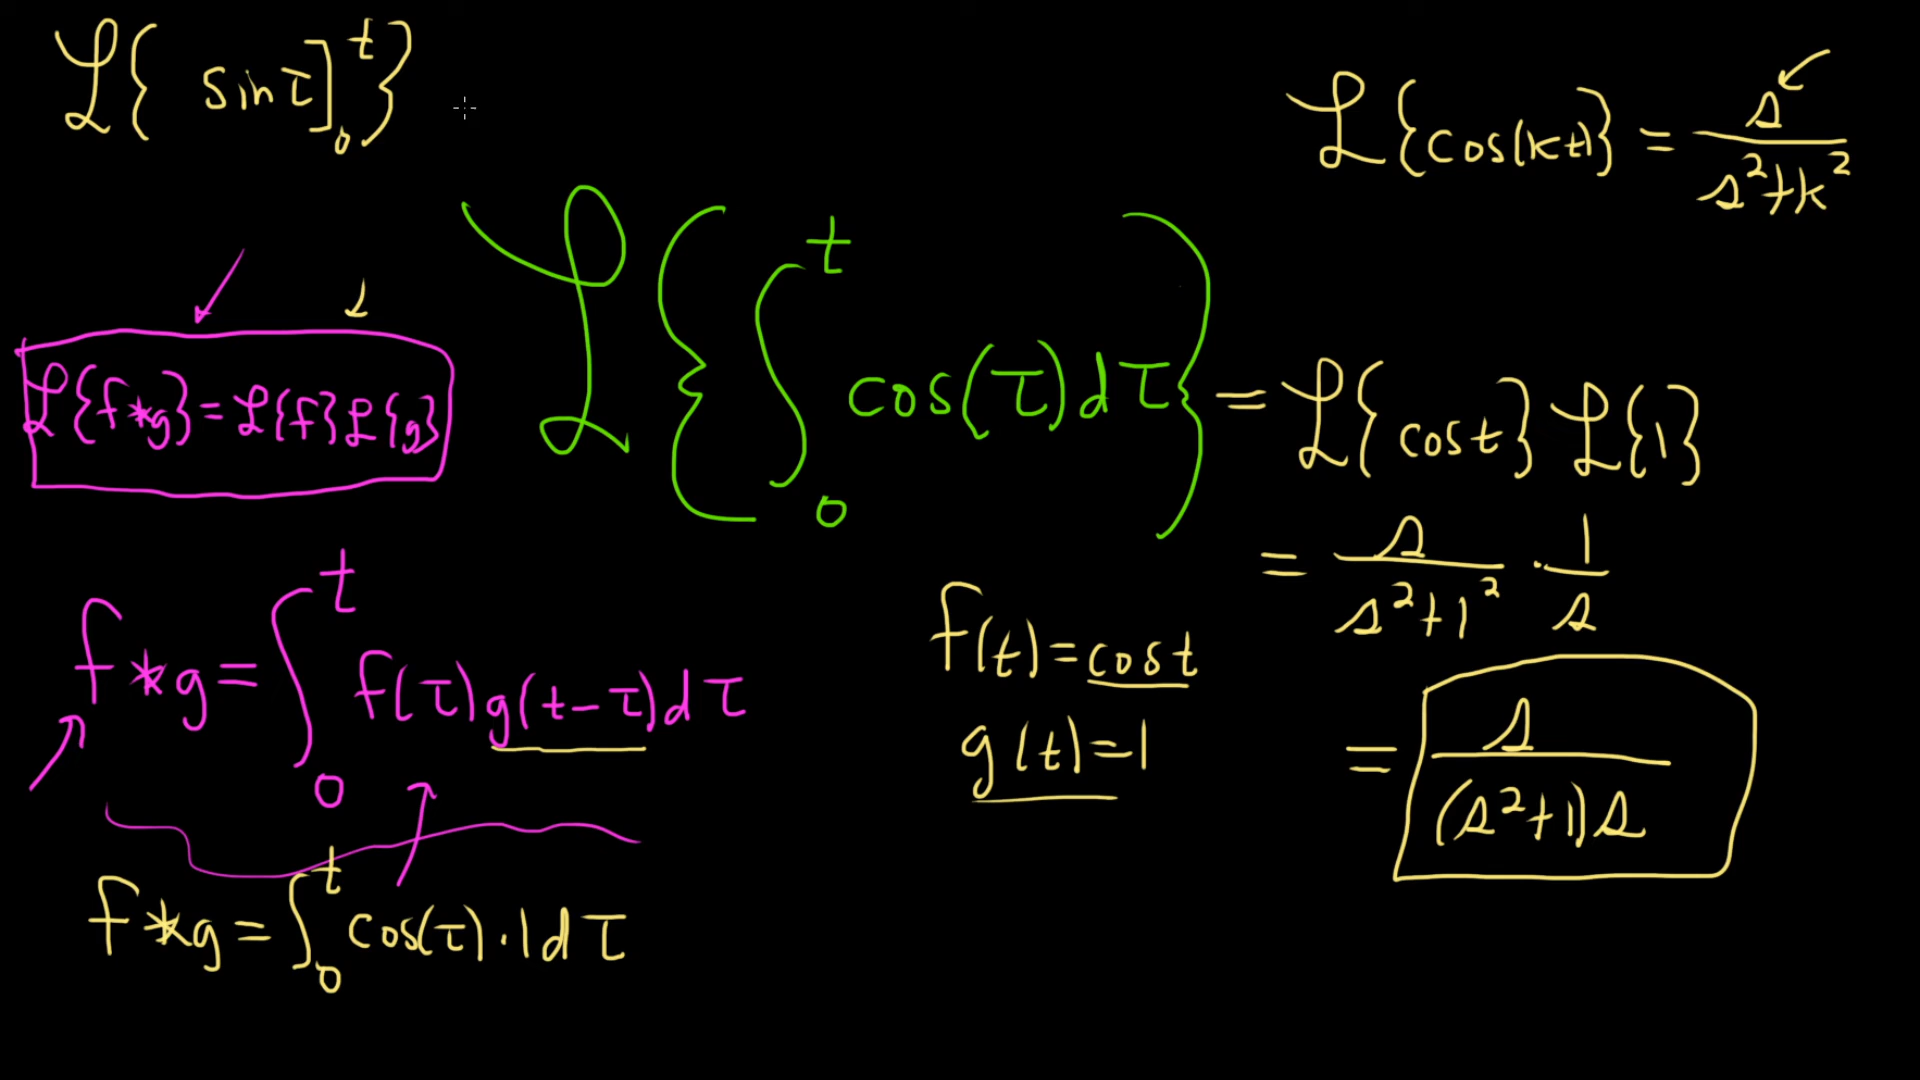 ℒ{ sin τ]₀ᵗ}
ℒ{cos(kt)} = s/(s²+k²)
ℒ{f*g} = ℒ{f}ℒ{g}
ℒ{∫₀ᵗ cos(τ)dτ} = ℒ{cos t} ℒ{1}
= s/(s²+1²) · 1/s
= s/((s²+1)s)
f*g = ∫₀ᵗ f(τ)g(t-τ)dτ
f(t)=cos t
g(t)=1
f*g = ∫₀ᵗ cos(τ)·1dτ